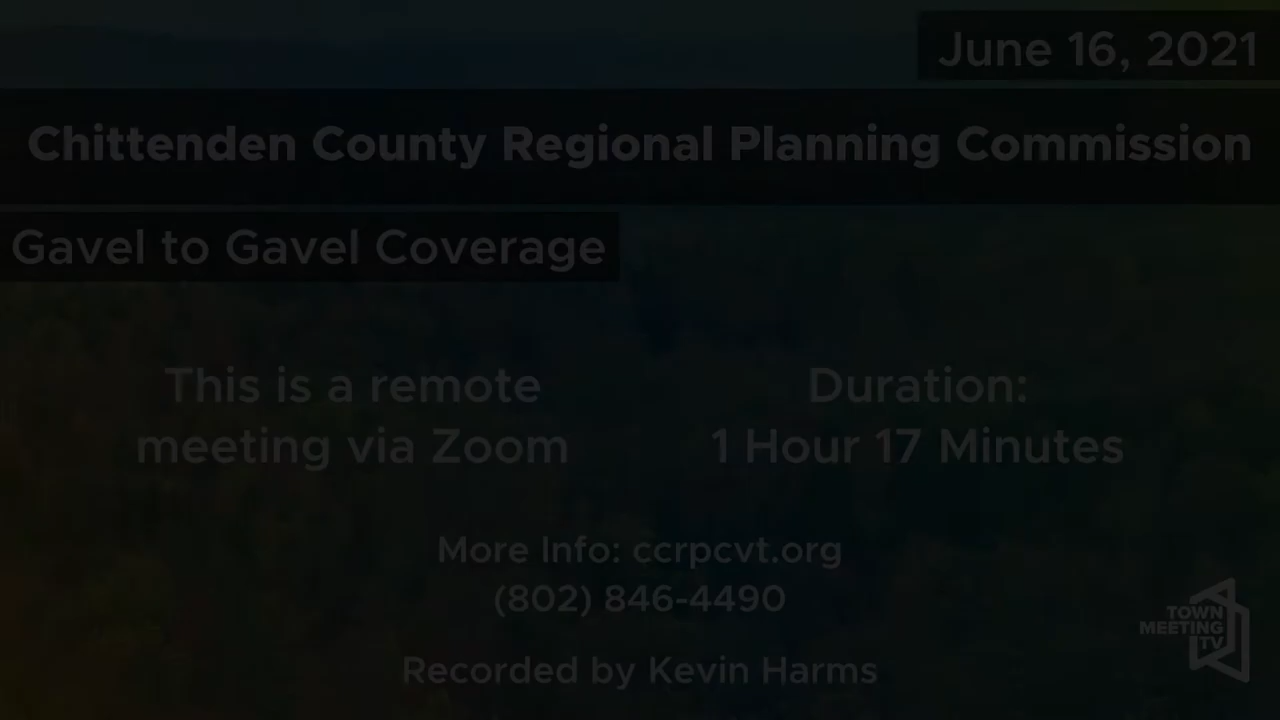 June 16, 2021
Chittenden County Regional Planning Commission
Gavel to Gavel Coverage
This is a remote
meeting via Zoom
Duration:
1 Hour 17 Minutes
More Info: ccrpcvt.org
(802) 846-4490
Recorded by Kevin Harms
TOWN
MEETING
TV